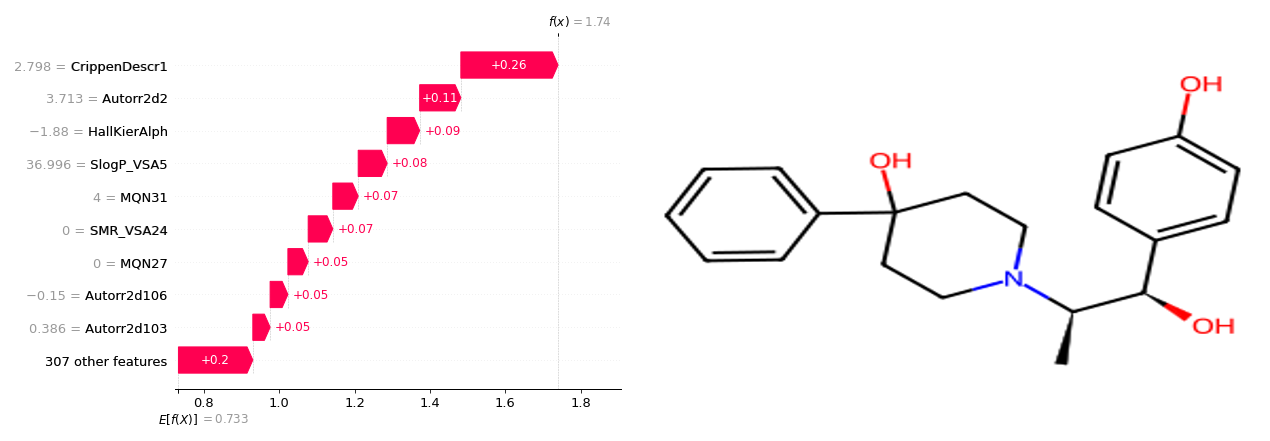 f(x) = 1.74
2.798 = CrippenDescr1
+0.26
3.713 = Autorr2d2
+0.11
−1.88 = HallKierAlph
+0.09
36.996 = SlogP_VSA5
+0.08
4 = MQN31
+0.07
0 = SMR_VSA24
+0.07
0 = MQN27
+0.05
−0.15 = Autorr2d106
+0.05
0.386 = Autorr2d103
+0.05
307 other features
+0.2
0.8 1.0 1.2 1.4 1.6 1.8
E[f(X)] = 0.733
OH
OH
N
OH